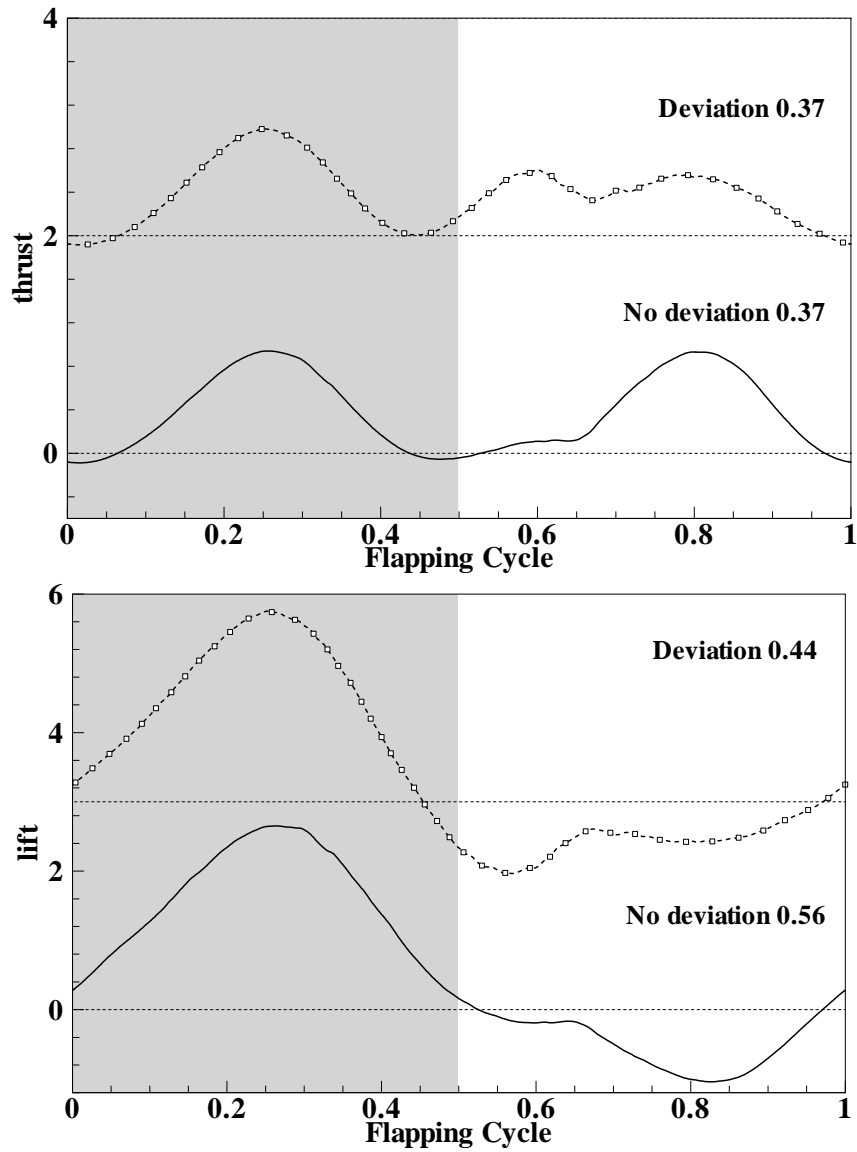 4
Deviation 0.37
2
thrust
No deviation 0.37
0
0 0.2 0.4 0.6 0.8 1
Flapping Cycle
6
Deviation 0.44
4
lift
2
No deviation 0.56
0
0 0.2 0.4 0.6 0.8 1
Flapping Cycle